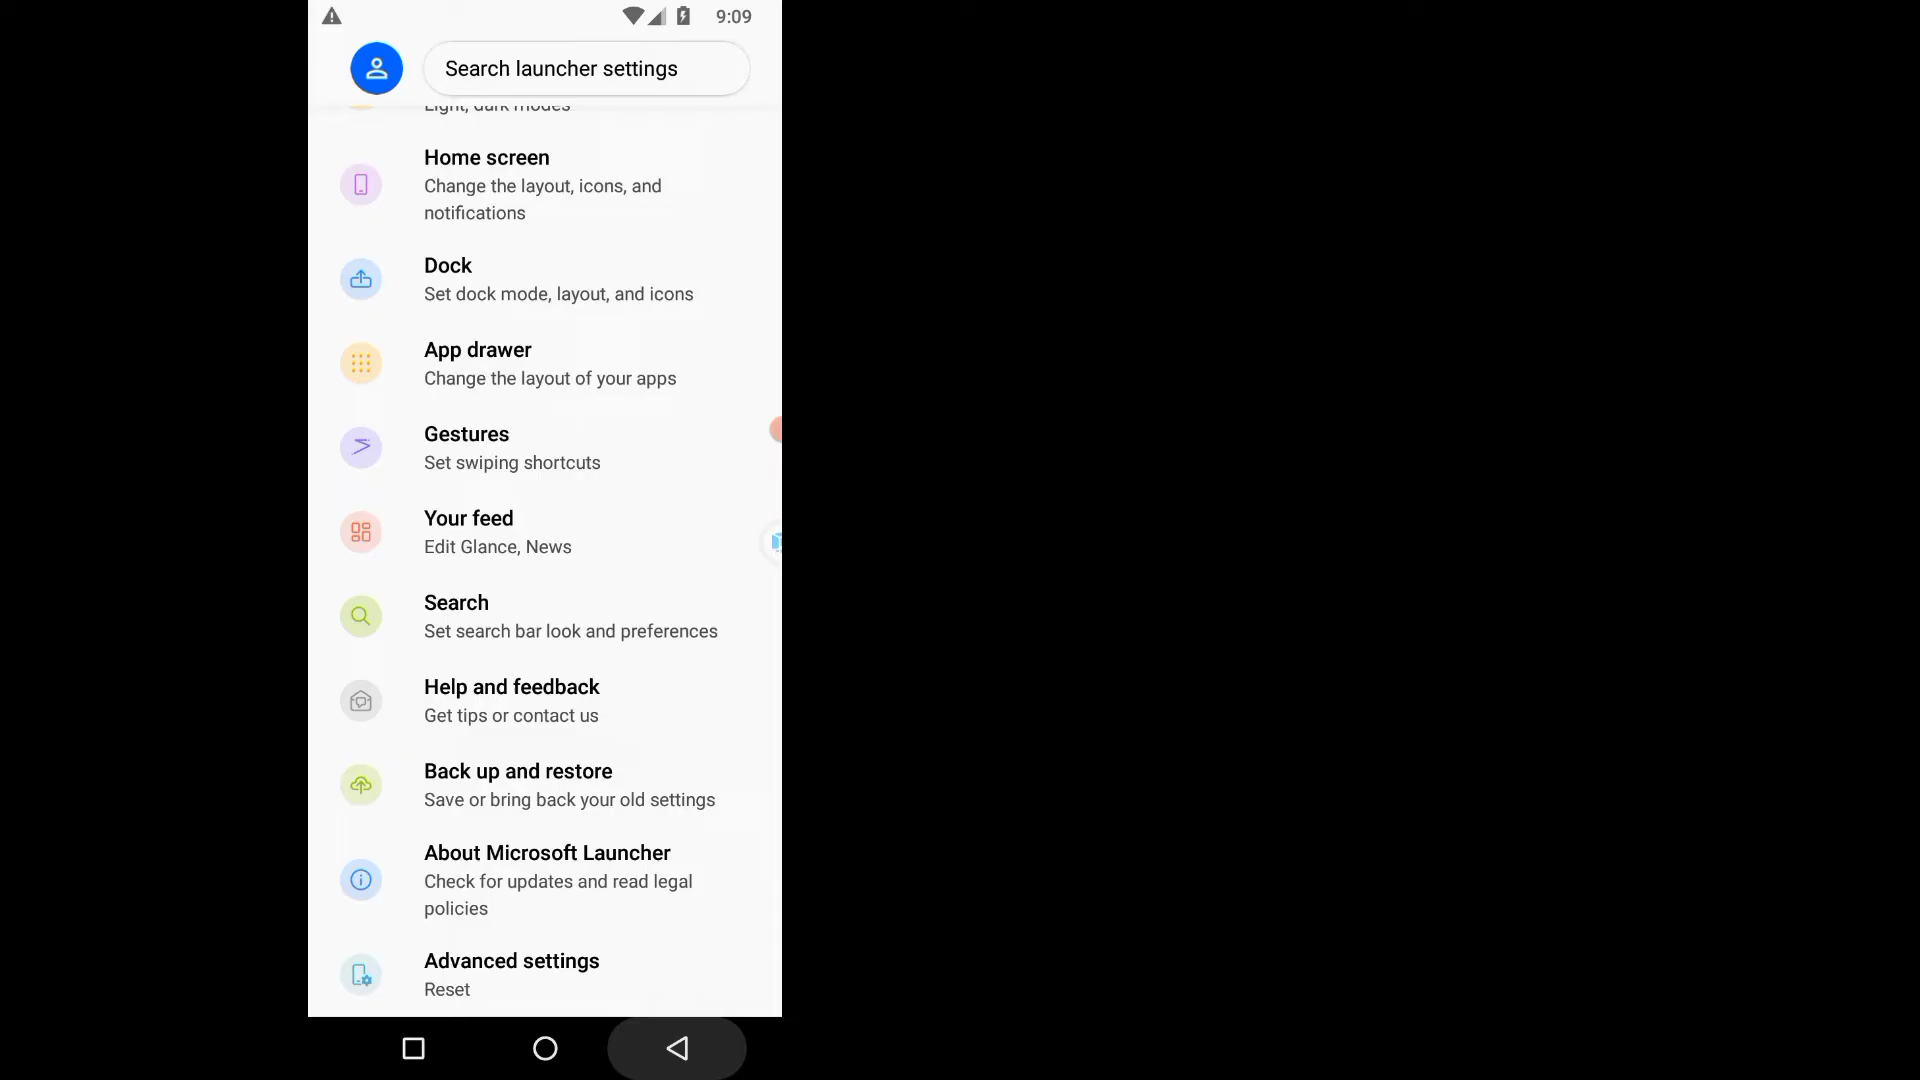 9:09
Search launcher settings
Light, dark modes
Home screen
Change the layout, icons, and
notifications
Dock
Set dock mode, layout, and icons
App drawer
Change the layout of your apps
Gestures
Set swiping shortcuts
Your feed
Edit Glance, News
Search
Set search bar look and preferences
Help and feedback
Get tips or contact us
Back up and restore
Save or bring back your old settings
About Microsoft Launcher
Check for updates and read legal
policies
Advanced settings
Reset